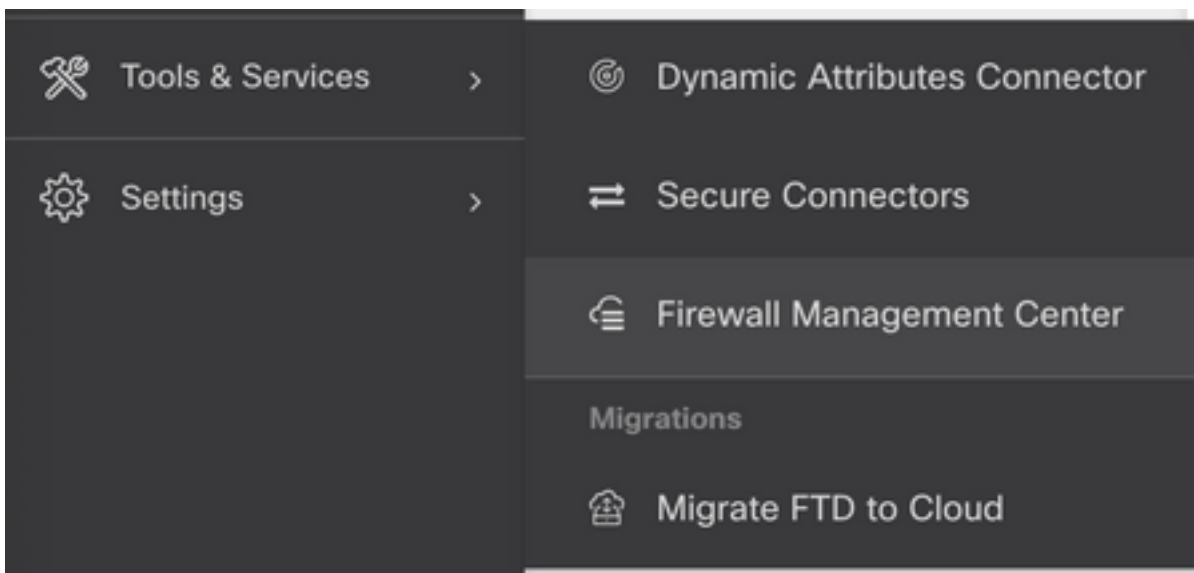 Tools & Services
Settings
Dynamic Attributes Connector
Secure Connectors
Firewall Management Center
Migrations
Migrate FTD to Cloud